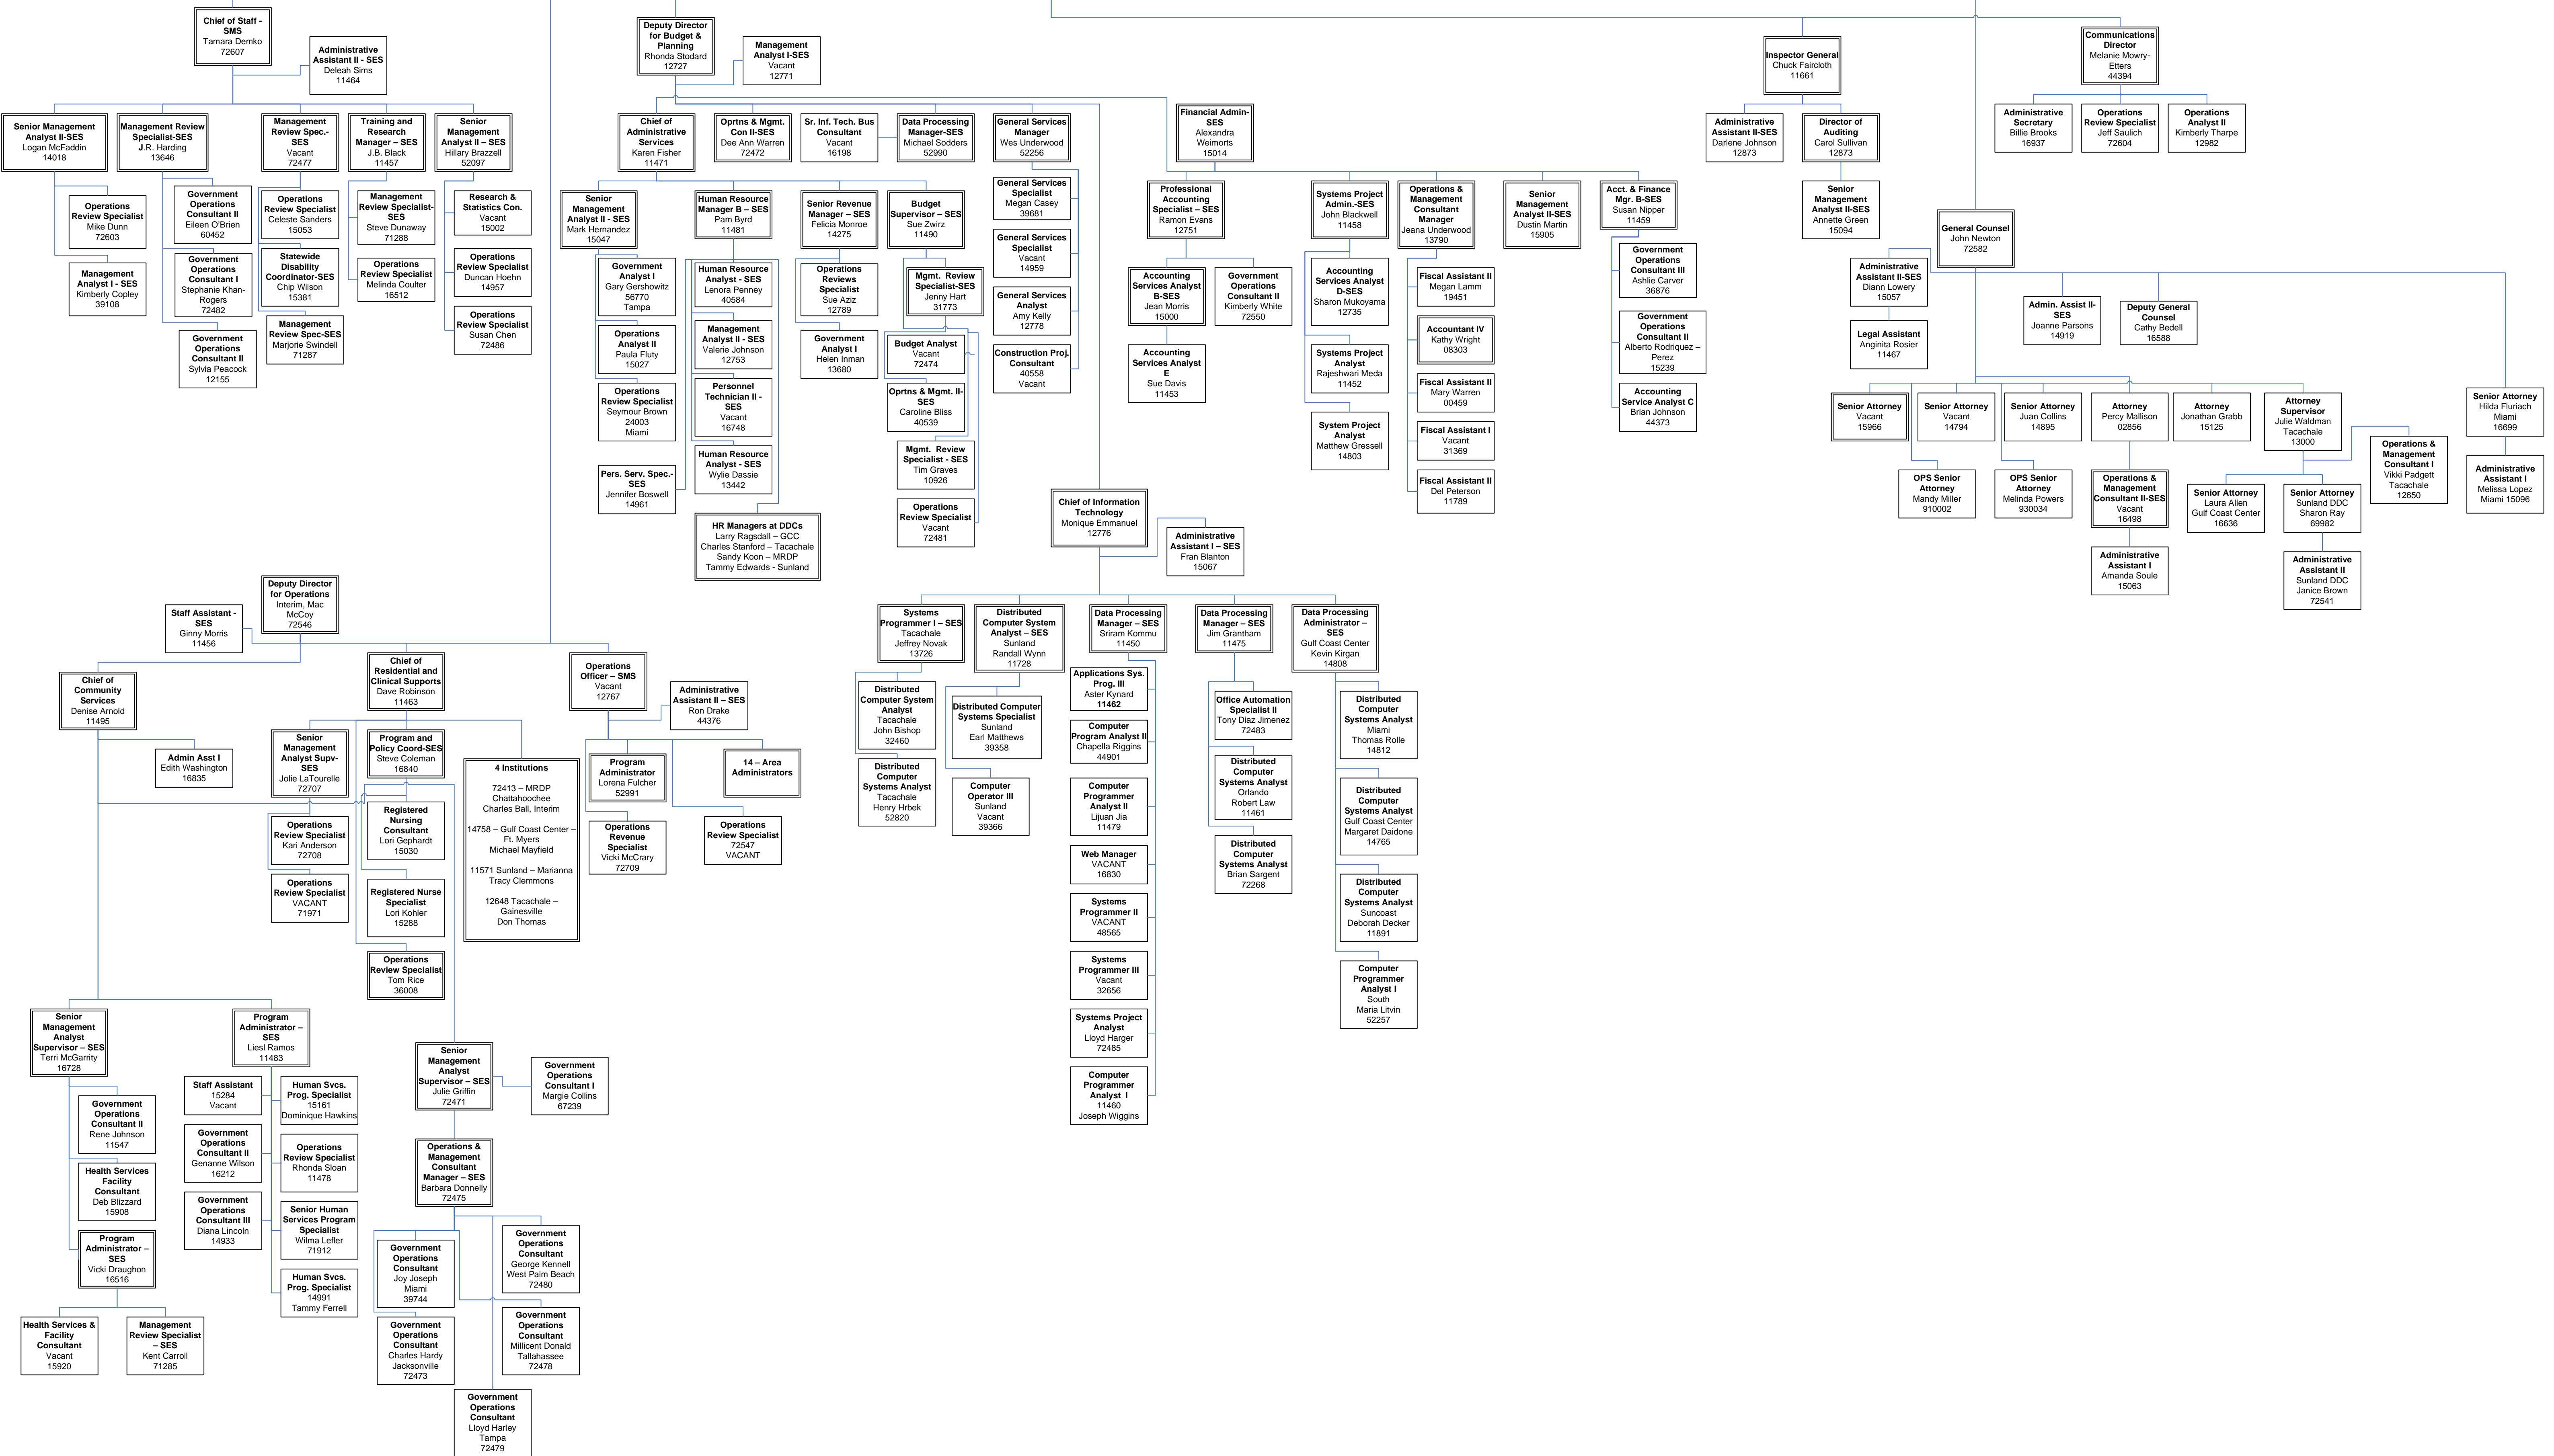 Chief of Staff -
SMS
Tamara Demko
72607
Administrative
Assistant II - SES
Deleah Sims
11464
Senior Management
Analyst II-SES
Logan McFaddin
14018
Operations
Review Specialist
Mike Dunn
72603
Management
Analyst I - SES
Kimberly Copley
39108
Management Review
Specialist-SES
J.R. Harding
13646
Government
Operations
Consultant II
Eileen O'Brien
60452
Government
Operations
Consultant I
Stephanie Khan-
Rogers
72482
Government
Operations
Consultant II
Sylvia Peacock
12155
Management
Review Spec.-
SES
Vacant
72477
Operations
Review Specialist
Celeste Sanders
15053
Statewide
Disability
Coordinator-SES
Chip Wilson
15381
Management
Review Spec-SES
Marjorie Swindell
71287
Training and
Research
Manager – SES
J.B. Black
11457
Management
Review Specialist-
SES
Steve Dunaway
71288
Operations
Review Specialist
Melinda Coulter
16512
Senior
Management
Analyst II – SES
Hillary Brazzell
52097
Research &
Statistics Con.
Vacant
15002
Operations
Review Specialist
Duncan Hoehn
14957
Operations
Review Specialist
Susan Chen
72486
Deputy Director
for Budget &
Planning
Rhonda Stodard
12727
Management
Analyst I-SES
Vacant
12771
Chief of
Administrative
Services
Karen Fisher
11471
Oprtns & Mgmt.
Con II-SES
Dee Ann Warren
72472
Sr. Inf. Tech. Bus
Consultant
Vacant
16198
Data Processing
Manager-SES
Michael Sodders
52990
General Services
Manager
Wes Underwood
52256
General Services
Specialist
Megan Casey
39681
General Services
Specialist
Vacant
14959
General Services
Analyst
Amy Kelly
12778
Construction Proj.
Consultant
40558
Vacant
Senior
Management
Analyst II - SES
Mark Hernandez
15047
Government
Analyst I
Gary Gershowitz
56770
Tampa
Operations
Analyst II
Paula Fluty
15027
Operations
Review Specialist
Seymour Brown
24003
Miami
Pers. Serv. Spec.-
SES
Jennifer Boswell
14961
Human Resource
Manager B – SES
Pam Byrd
11481
Human Resource
Analyst - SES
Lenora Penney
40584
Management
Analyst II - SES
Valerie Johnson
12753
Personnel
Technician II -
SES
Vacant
16748
Human Resource
Analyst - SES
Wylie Dassie
13442
HR Managers at DDCs
Larry Ragsdall – GCC
Charles Stanford – Tacachale
Sandy Koon – MRDP
Tammy Edwards - Sunland
Senior Revenue
Manager – SES
Felicia Monroe
14275
Operations
Reviews
Specialist
Sue Aziz
12789
Government
Analyst I
Helen Inman
13680
Budget
Supervisor – SES
Sue Zwirz
11490
Mgmt. Review
Specialist-SES
Jenny Hart
31773
Budget Analyst
Vacant
72474
Oprtns & Mgmt. II-
SES
Caroline Bliss
40539
Mgmt. Review
Specialist - SES
Tim Graves
10926
Operations
Review Specialist
Vacant
72481
Financial Admin-
SES
Alexandra
Weimorts
15014
Professional
Accounting
Specialist – SES
Ramon Evans
12751
Accounting
Services Analyst
B-SES
Jean Morris
15000
Government
Operations
Consultant II
Kimberly White
72550
Accounting
Services Analyst
E
Sue Davis
11453
Systems Project
Admin.-SES
John Blackwell
11458
Accounting
Services Analyst
D-SES
Sharon Mukoyama
12735
Systems Project
Analyst
Rajeshwari Meda
11452
System Project
Analyst
Matthew Gressell
14803
Operations &
Management
Consultant
Manager
Jeana Underwood
13790
Fiscal Assistant II
Megan Lamm
19451
Accountant IV
Kathy Wright
08303
Fiscal Assistant II
Mary Warren
00459
Fiscal Assistant I
Vacant
31369
Fiscal Assistant II
Del Peterson
11789
Senior
Management
Analyst II-SES
Dustin Martin
15905
Acct. & Finance
Mgr. B-SES
Susan Nipper
11459
Government
Operations
Consultant III
Ashlie Carver
36876
Government
Operations
Consultant II
Alberto Rodriquez –
Perez
15239
Accounting
Service Analyst C
Brian Johnson
44373
Inspector General
Chuck Faircloth
11661
Administrative
Assistant II-SES
Darlene Johnson
12873
Director of
Auditing
Carol Sullivan
12873
Senior
Management
Analyst II-SES
Annette Green
15094
Communications
Director
Melanie Mowry-
Etters
44394
Administrative
Secretary
Billie Brooks
16937
Operations
Review Specialist
Jeff Saulich
72604
Operations
Analyst II
Kimberly Tharpe
12982
General Counsel
John Newton
72582
Administrative
Assistant II-SES
Diann Lowery
15057
Legal Assistant
Anginita Rosier
11467
Admin. Assist II-
SES
Joanne Parsons
14919
Deputy General
Counsel
Cathy Bedell
16588
Senior Attorney
Vacant
15966
Senior Attorney
Vacant
14794
Senior Attorney
Juan Collins
14895
Attorney
Percy Mallison
02856
Attorney
Jonathan Grabb
15125
Attorney
Supervisor
Julie Waldman
Tacachale
13000
Operations &
Management
Consultant I
Vikki Padgett
Tacachale
12650
Senior Attorney
Hilda Fluriach
Miami
16699
Administrative
Assistant I
Melissa Lopez
Miami 15096
OPS Senior
Attorney
Mandy Miller
910002
OPS Senior
Attorney
Melinda Powers
930034
Operations &
Management
Consultant II-SES
Vacant
16498
Administrative
Assistant I
Amanda Soule
15063
Senior Attorney
Laura Allen
Gulf Coast Center
16636
Senior Attorney
Sunland DDC
Sharon Ray
69982
Administrative
Assistant II
Sunland DDC
Janice Brown
72541
Chief of Information
Technology
Monique Emmanuel
12776
Administrative
Assistant I – SES
Fran Blanton
15067
Systems
Programmer I – SES
Tacachale
Jeffrey Novak
13726
Distributed
Computer System
Analyst
Tacachale
John Bishop
32460
Distributed
Computer
Systems Analyst
Tacachale
Henry Hrbek
52820
Distributed
Computer System
Analyst – SES
Sunland
Randall Wynn
11728
Distributed Computer
Systems Specialist
Sunland
Earl Matthews
39358
Computer
Operator III
Sunland
Vacant
39366
Data Processing
Manager – SES
Sriram Kommu
11450
Applications Sys.
Prog. III
Aster Kynard
11462
Computer
Program Analyst II
Chapella Riggins
44901
Computer
Programmer
Analyst II
Lijuan Jia
11479
Web Manager
VACANT
16830
Systems
Programmer II
VACANT
48565
Systems
Programmer III
Vacant
32656
Systems Project
Analyst
Lloyd Harger
72485
Computer
Programmer
Analyst I
11460
Joseph Wiggins
Data Processing
Manager – SES
Jim Grantham
11475
Office Automation
Specialist II
Tony Diaz Jimenez
72483
Distributed
Computer
Systems Analyst
Orlando
Robert Law
11461
Distributed
Computer
Systems Analyst
Brian Sargent
72268
Data Processing
Administrator –
SES
Gulf Coast Center
Kevin Kirgan
14808
Distributed
Computer
Systems Analyst
Miami
Thomas Rolle
14812
Distributed
Computer
Systems Analyst
Gulf Coast Center
Margaret Daidone
14765
Distributed
Computer
Systems Analyst
Suncoast
Deborah Decker
11891
Computer
Programmer
Analyst I
South
Maria Litvin
52257
Deputy Director
for Operations
Interim, Mac
McCoy
72546
Staff Assistant -
SES
Ginny Morris
11456
Chief of
Community
Services
Denise Arnold
11495
Admin Asst I
Edith Washington
16835
Chief of
Residential and
Clinical Supports
Dave Robinson
11463
Senior
Management
Analyst Supv-
SES
Jolie LaTourelle
72707
Operations
Review Specialist
Kari Anderson
72708
Operations
Review Specialist
VACANT
71971
Program and
Policy Coord-SES
Steve Coleman
16840
Registered
Nursing
Consultant
Lori Gephardt
15030
Registered Nurse
Specialist
Lori Kohler
15288
Operations
Review Specialist
Tom Rice
36008
4 Institutions
72413 – MRDP
Chattahoochee
Charles Ball, Interim
14758 – Gulf Coast Center –
Ft. Myers
Michael Mayfield
11571 Sunland – Marianna
Tracy Clemmons
12648 Tacachale –
Gainesville
Don Thomas
Operations
Officer – SMS
Vacant
12767
Administrative
Assistant II – SES
Ron Drake
44376
Program
Administrator
Lorena Fulcher
52991
14 – Area
Administrators
Operations
Revenue
Specialist
Vicki McCrary
72709
Operations
Review Specialist
72547
VACANT
Senior
Management
Analyst
Supervisor – SES
Terri McGarrity
16728
Government
Operations
Consultant II
Rene Johnson
11547
Health Services
Facility
Consultant
Deb Blizzard
15908
Program
Administrator –
SES
Vicki Draughon
16516
Health Services &
Facility
Consultant
Vacant
15920
Management
Review Specialist
– SES
Kent Carroll
71285
Program
Administrator –
SES
Liesl Ramos
11483
Staff Assistant
15284
Vacant
Human Svcs.
Prog. Specialist
15161
Dominique Hawkins
Government
Operations
Consultant II
Genanne Wilson
16212
Operations
Review Specialist
Rhonda Sloan
11478
Government
Operations
Consultant III
Diana Lincoln
14933
Senior Human
Services Program
Specialist
Wilma Lefler
71912
Human Svcs.
Prog. Specialist
14991
Tammy Ferrell
Senior
Management
Analyst
Supervisor – SES
Julie Griffin
72471
Government
Operations
Consultant I
Margie Collins
67239
Operations &
Management
Consultant
Manager – SES
Barbara Donnelly
72475
Government
Operations
Consultant
Joy Joseph
Miami
39744
Government
Operations
Consultant
George Kennell
West Palm Beach
72480
Government
Operations
Consultant
Charles Hardy
Jacksonville
72473
Government
Operations
Consultant
Millicent Donald
Tallahassee
72478
Government
Operations
Consultant
Lloyd Harley
Tampa
72479